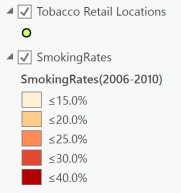 Tobacco Retail Locations
SmokingRates
SmokingRates(2006-2010)
≤15.0%
≤20.0%
≤25.0%
≤30.0%
≤40.0%